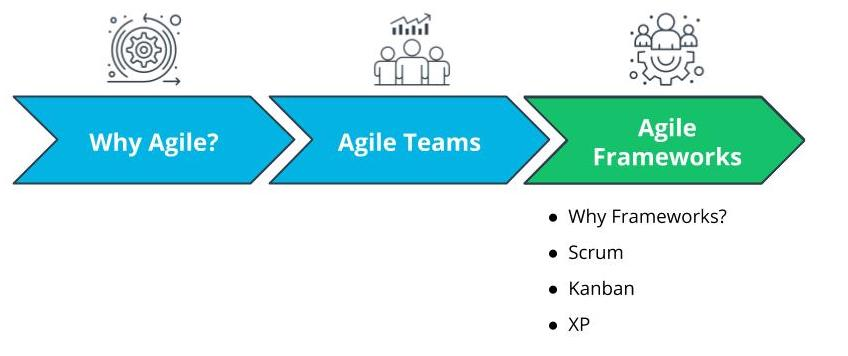 Why Agile?
Agile Teams
Agile
Frameworks
● Why Frameworks?
● Scrum
● Kanban
● XP